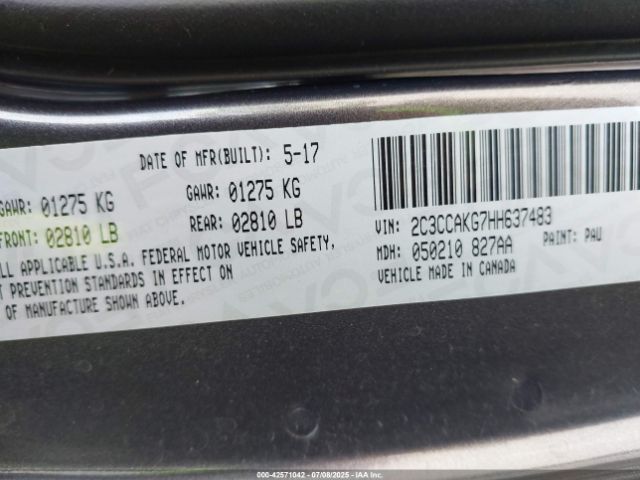 DATE OF MFR(BUILT): 5-17
GAWR: 01275 KG GAWR: 01275 KG
FRONT: 02810 LB REAR: 02810 LB
ALL APPLICABLE U.S.A. FEDERAL MOTOR VEHICLE SAFETY,
PREVENTION STANDARDS IN EFFECT ON
OF MANUFACTURE SHOWN ABOVE.
VIN: 2C3CCAKG7HH637483
MDH: 050210 827AA PAINT: PAU
VEHICLE MADE IN CANADA
000-42571042 | 07/08/2025 - IAAI.COM